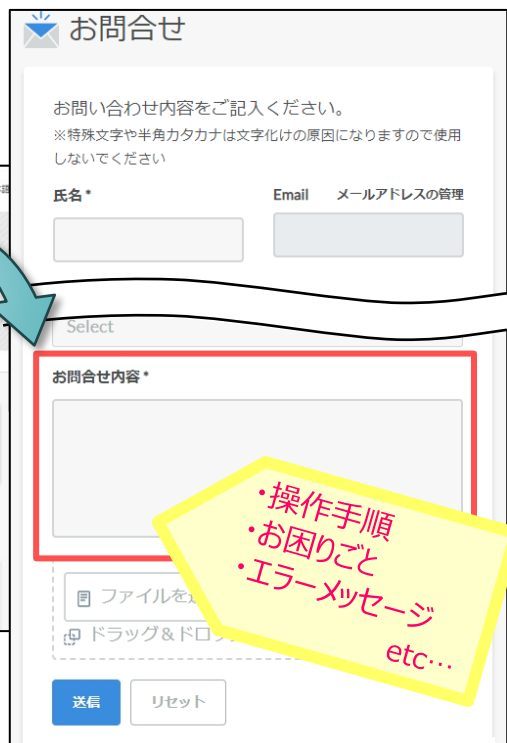 お問合せ
お問い合わせ内容をご記入ください。
※特殊文字や半角カタカナは文字化けの原因になりますので使用
しないでください
氏名*
Email メールアドレスの管理
Select
お問合せ内容*
・操作手順
・お困りごと
・エラーメッセージ
etc…
ファイルを
ドラッグ&ドロ
送信 リセット